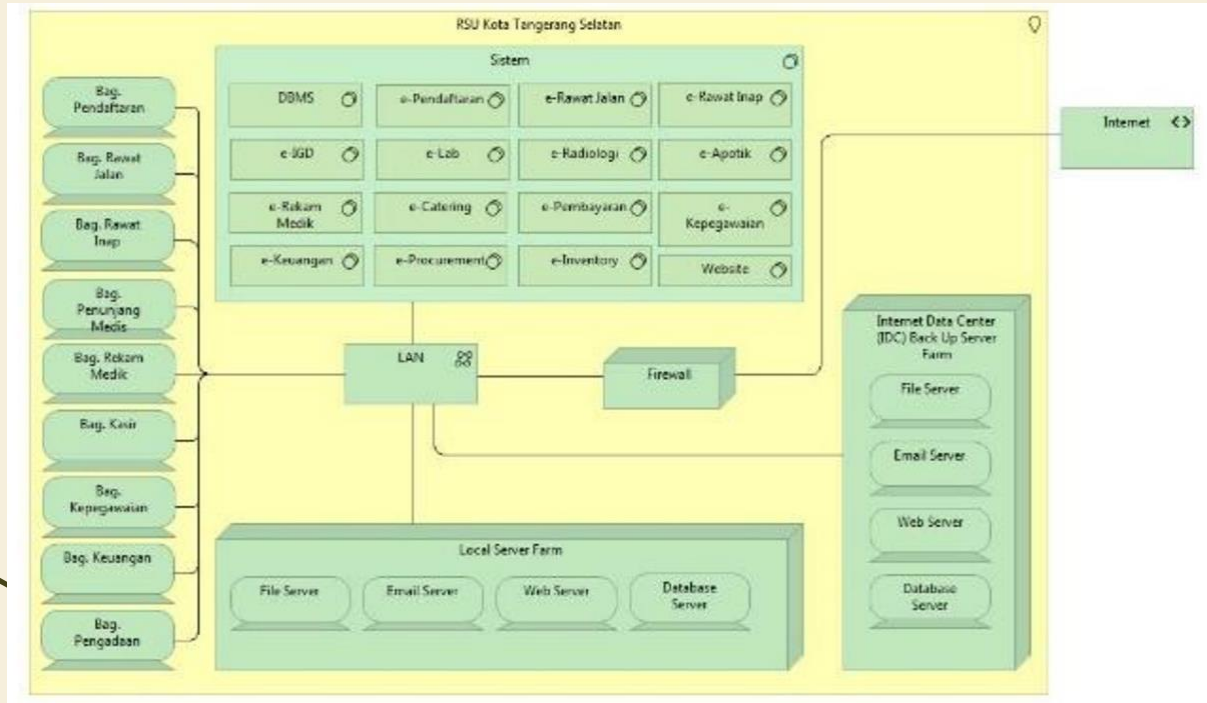 RSU Kota Tangerang Selatan
Bag.
Pendaftaran
Bag. Rawat
Jalan
Bag. Rawat
Inap
Bag.
Penunjang
Medis
Bag. Rekam
Medik
Bag. Kasir
Bag.
Kepegawaian
Bag. Keuangan
Bag.
Pengadaan
Sistem
DBMS
e-Pendaftaran
e-Rawat Jalan
e-Rawat Inap
e-IGD
e-Lab
e-Radiologi
e-Apotik
e-Rekam
Medik
e-Catering
e-Pembayaran
e-
Kepegawaian
e-Keuangan
e-Procurement
e-Inventory
Website
LAN
Firewall
Internet
Internet Data Center
(IDC) Back Up Server
Farm
File Server
Email Server
Web Server
Database
Server
Local Server Farm
File Server
Email Server
Web Server
Database
Server